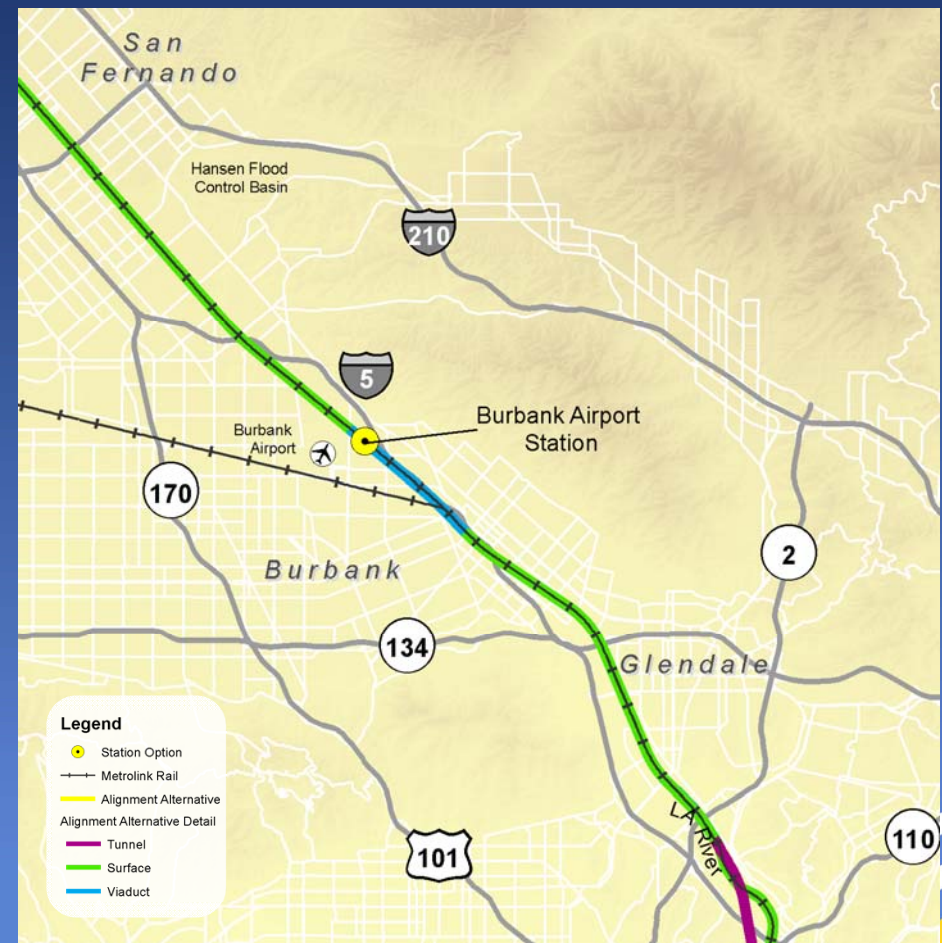 San
Fernando
Hansen Flood
Control Basin
210
5
Burbank Airport
Station
Burbank
Airport
170
2
Burbank
134
Glendale
Legend
Station Option
Metrolink Rail
Alignment Alternative
Alignment Alternative Detail
Tunnel
Surface
Viaduct
LA River
101
110